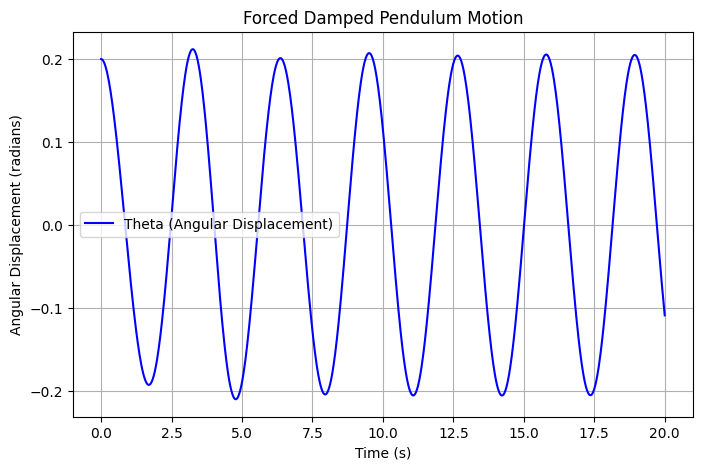 Forced Damped Pendulum Motion
Angular Displacement (radians)
0.2
0.1
0.0
−0.1
−0.2
Theta (Angular Displacement)
0.0 2.5 5.0 7.5 10.0 12.5 15.0 17.5 20.0
Time (s)